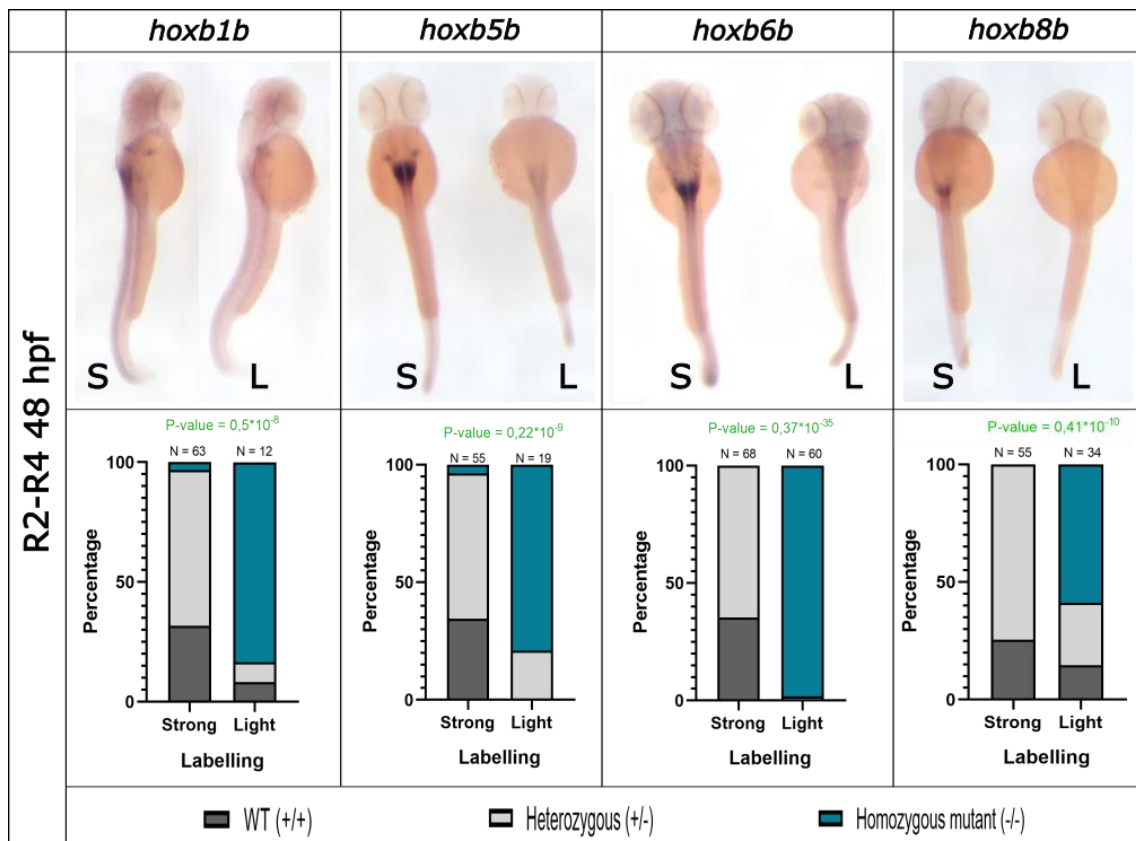 hoxb1b hoxb5b hoxb6b hoxb8b
R2-R4 48 hpf
S L S L S L S L
P-value = 0,5*10-8
N = 63 N = 12
100
50
0
Percentage
Strong Light
Labelling
P-value = 0,22*10-9
N = 55 N = 19
100
50
0
Percentage
Strong Light
Labelling
P-value = 0,37*10-35
N = 68 N = 60
100
50
0
Percentage
Strong Light
Labelling
P-value = 0,41*10-10
N = 55 N = 34
100
50
0
Percentage
Strong Light
Labelling
WT (+/+) Heterozygous (+/-) Homozygous mutant (-/-)